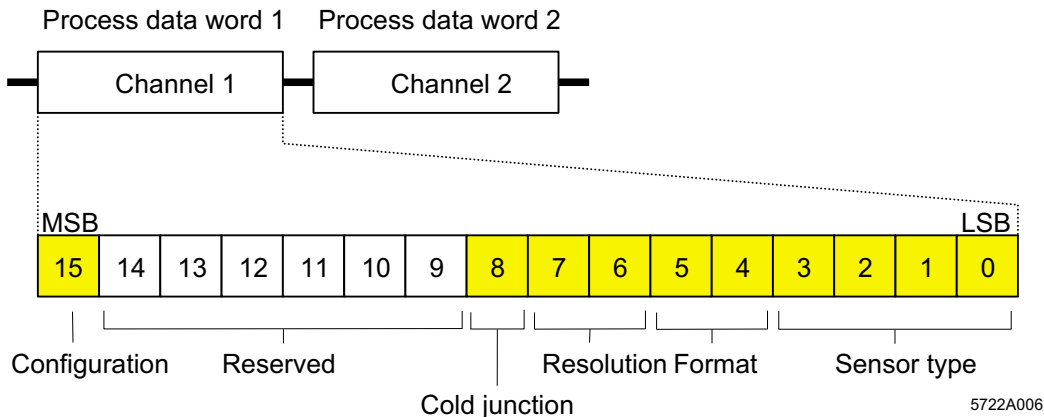 Process data word 1 Process data word 2
Channel 1 Channel 2
MSB LSB
15 14 13 12 11 10 9 8 7 6 5 4 3 2 1 0
Configuration Reserved Resolution Format Sensor type
Cold junction 5722A006